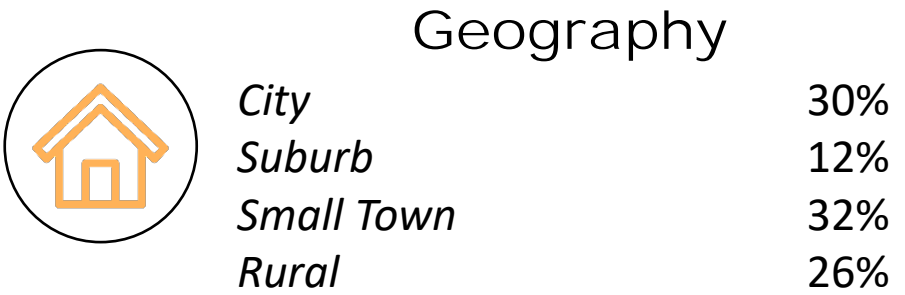 Geography
City 30%
Suburb 12%
Small Town 32%
Rural 26%